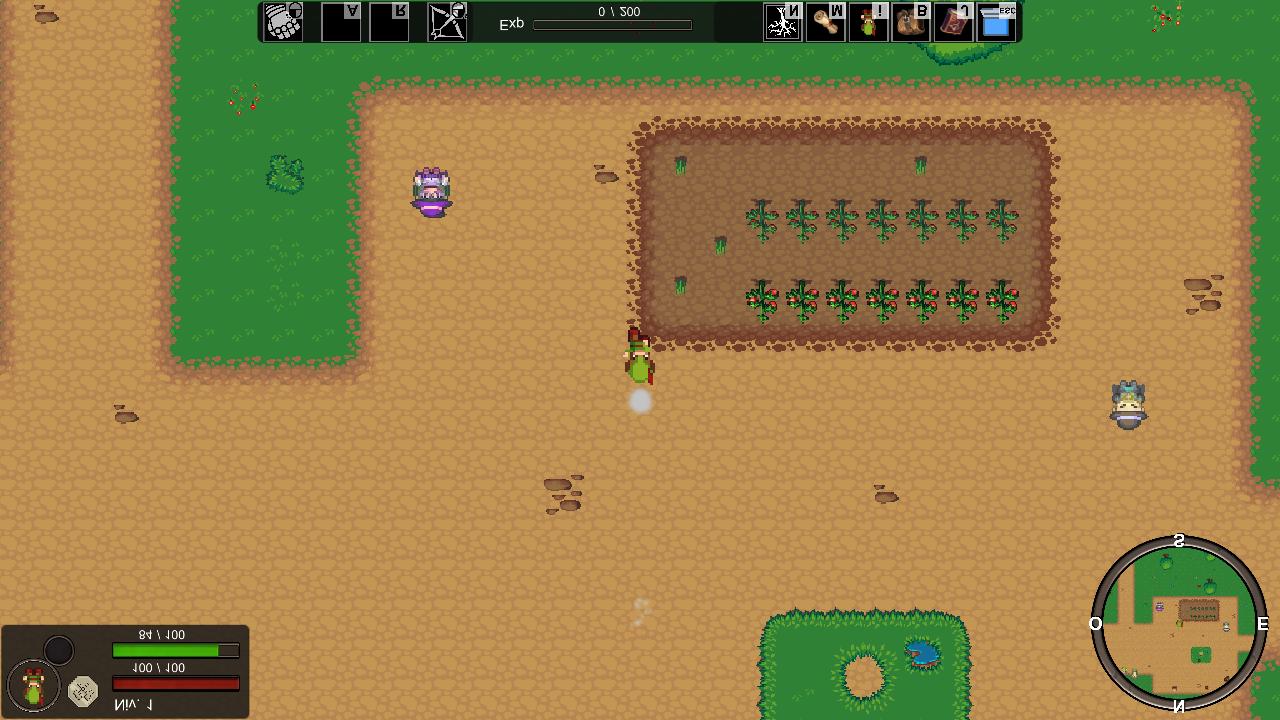 A R Exp 0 / 200 N M I B J ESC
S
O E
N
84 / 100
100 / 100
Niv. 1